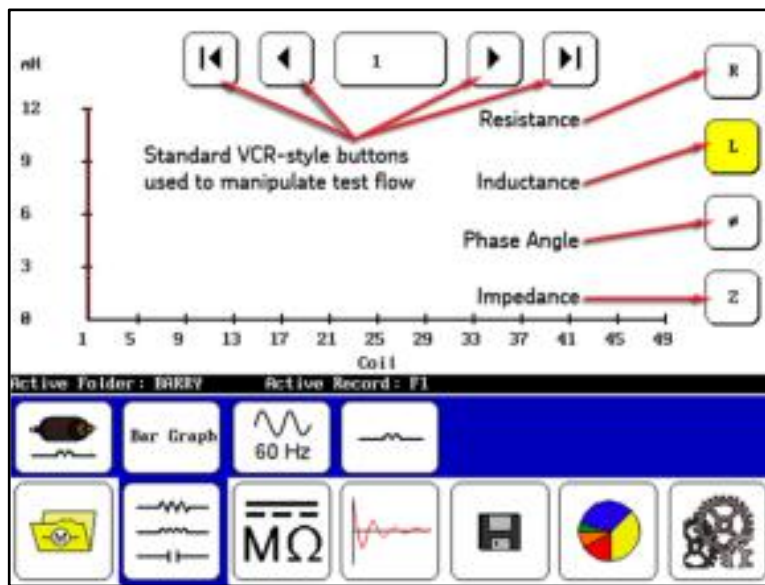 1
mH
R
12
Resistance
Standard VCR-style buttons
used to manipulate test flow
L
9
Inductance
6
Phase Angle
ø
3
Impedance
Z
0
1 5 9 13 17 21 25 29 33 37 41 45 49
Coil
Active Folder: BARRY Active Record: F1
Bar Graph
60 Hz
M
MΩ